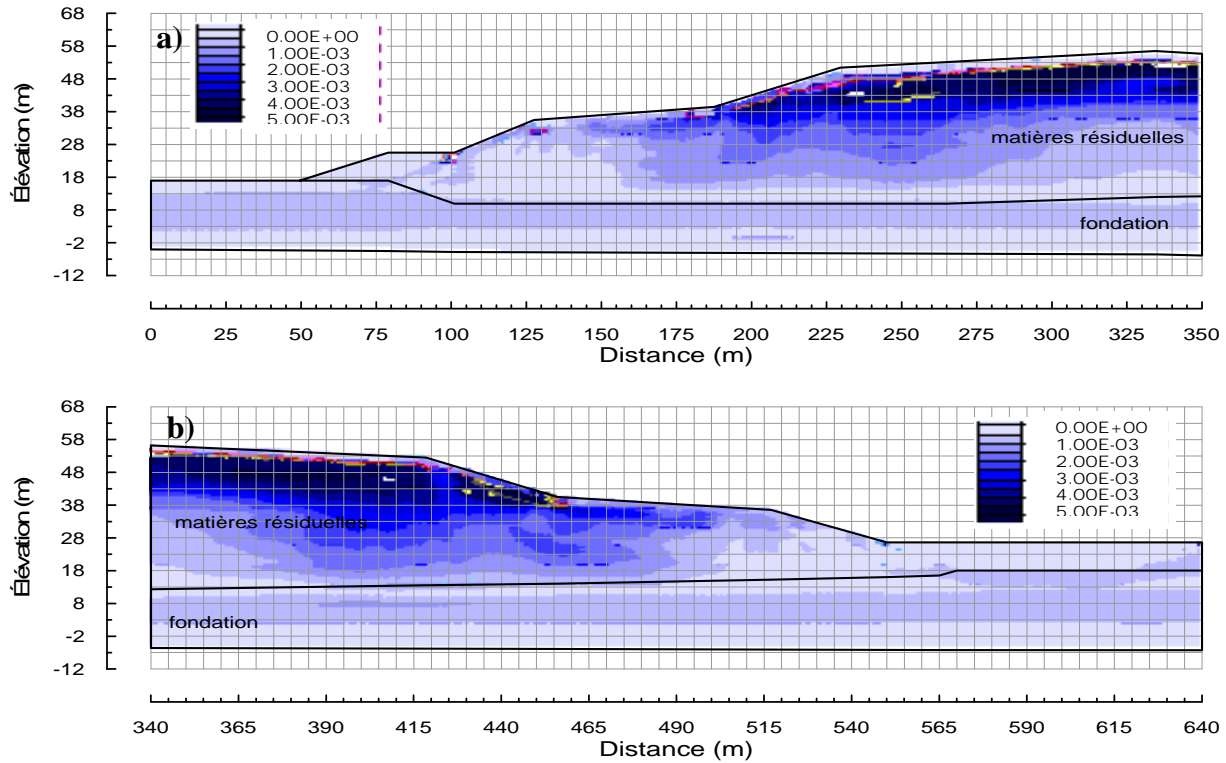 a)
68
58
48
38
28
18
8
-2
-12
Élévation (m)
0.00E+00
1.00E-03
2.00E-03
3.00E-03
4.00E-03
5.00E-03
matières résiduelles
fondation
0 25 50 75 100 125 150 175 200 225 250 275 300 325 350
Distance (m)
b)
68
58
48
38
28
18
8
-2
-12
Élévation (m)
0.00E+00
1.00E-03
2.00E-03
3.00E-03
4.00E-03
5.00E-03
matières résiduelles
fondation
340 365 390 415 440 465 490 515 540 565 590 615 640
Distance (m)